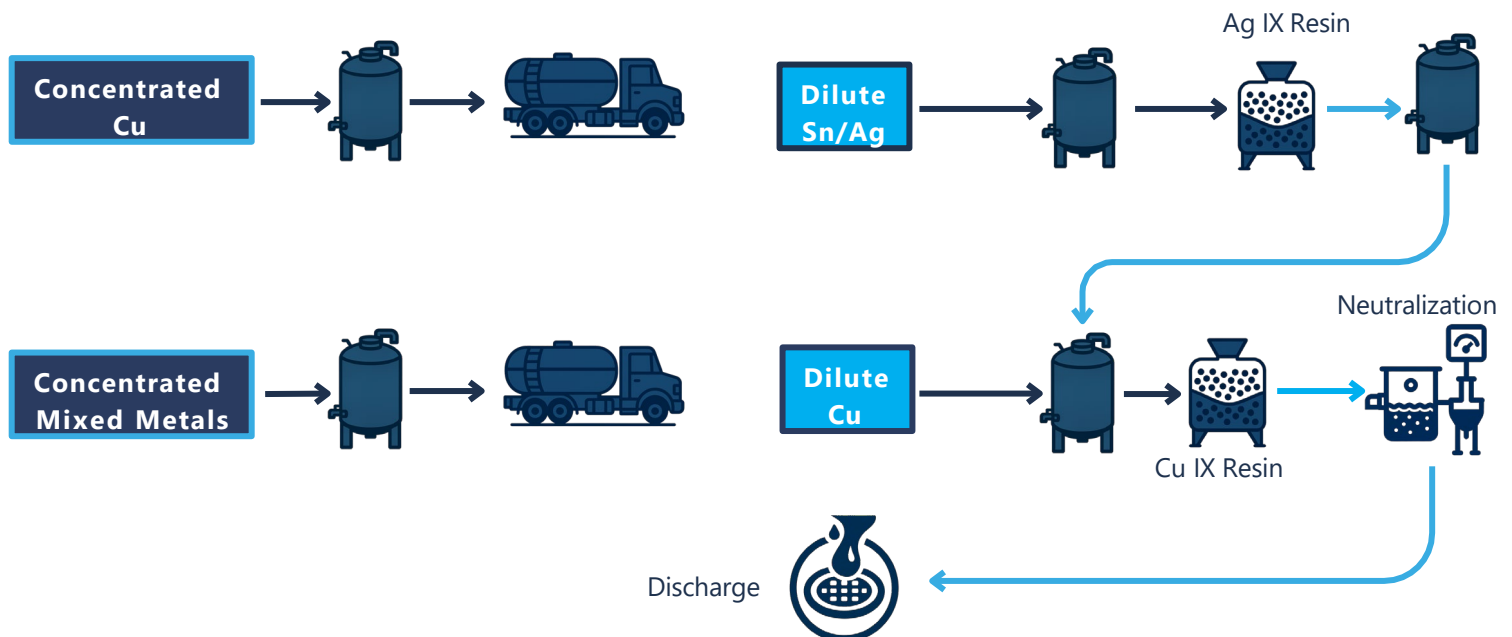 Concentrated
Cu
Dilute
Sn/Ag
Ag IX Resin
Concentrated
Mixed Metals
Dilute
Cu
Cu IX Resin
Neutralization
Discharge